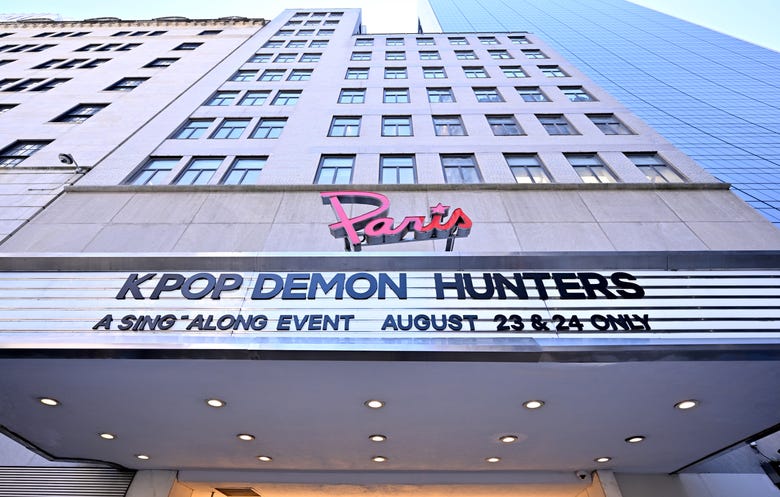 Paris
KPOP DEMON HUNTERS
A SING-ALONG EVENT AUGUST 23 & 24 ONLY